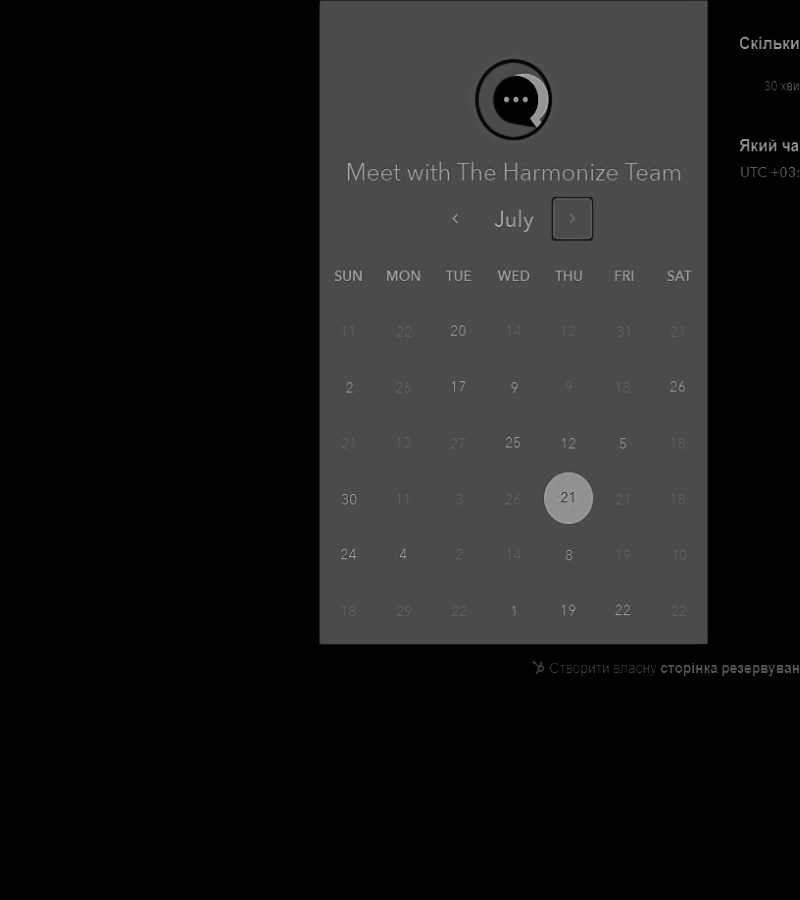 Скільки
30 хви
Meet with The Harmonize Team
Який ча
UTC +03:
July
SUN MON TUE WED THU FRI SAT
11 22 20 14 12 31 21
2 26 17 9 9 18 26
21 13 27 25 12 5 18
30 11 3 26 21 21 18
24 4 2 14 8 19 10
18 29 22 1 19 22 22
Створити власну сторінка резервуван